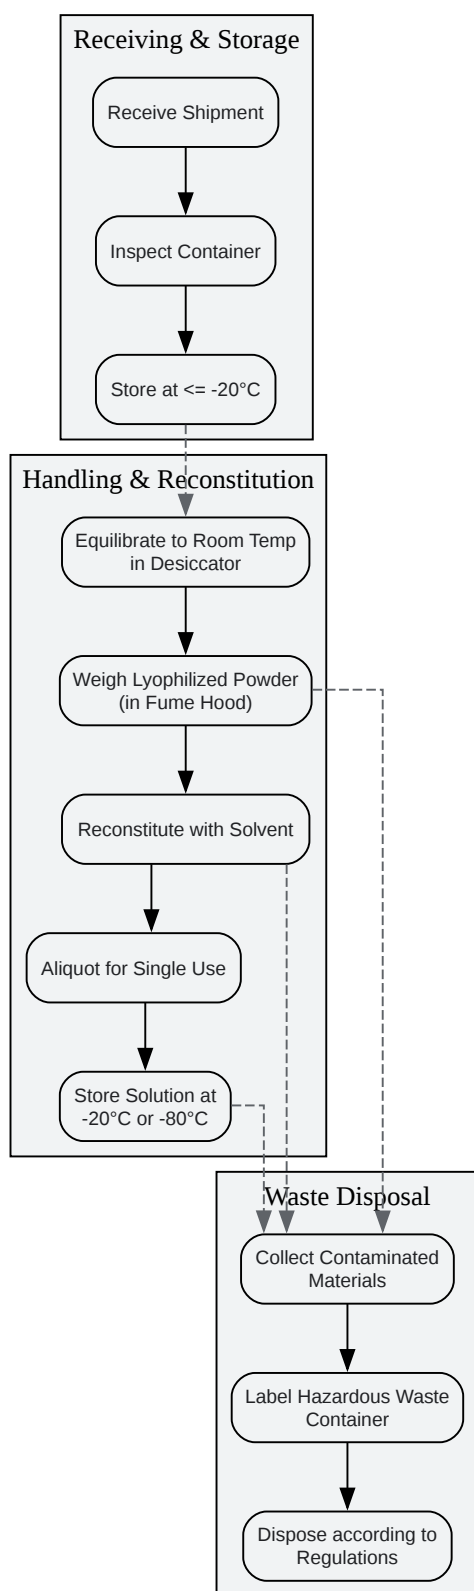 Receiving & Storage
Receive Shipment
Inspect Container
Store at <= -20°C
Handling & Reconstitution
Equilibrate to Room Temp
in Desiccator
Weigh Lyophilized Powder
(in Fume Hood)
Reconstitute with Solvent
Aliquot for Single Use
Store Solution at
-20°C or -80°C
Waste Disposal
Collect Contaminated
Materials
Label Hazardous Waste
Container
Dispose according to
Regulations